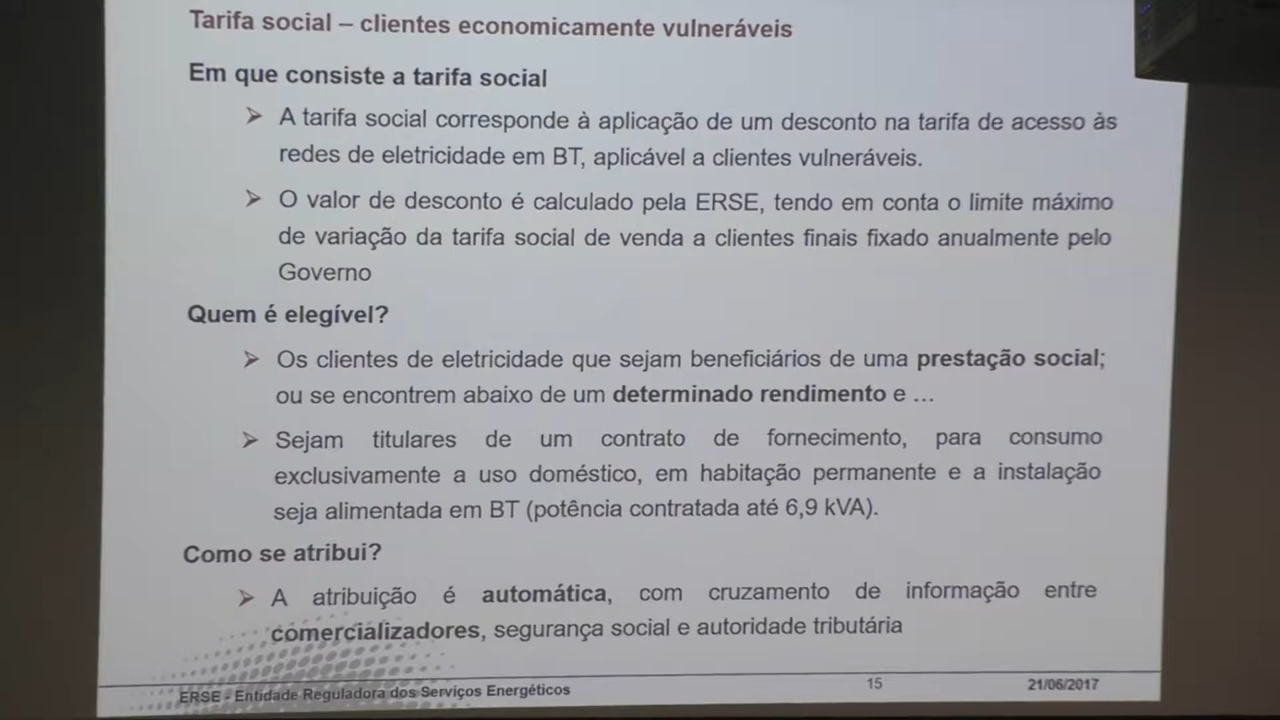 Tarifa social – clientes economicamente vulneráveis
Em que consiste a tarifa social
➢ A tarifa social corresponde à aplicação de um desconto na tarifa de acesso às
redes de eletricidade em BT, aplicável a clientes vulneráveis.
➢ O valor de desconto é calculado pela ERSE, tendo em conta o limite máximo
de variação da tarifa social de venda a clientes finais fixado anualmente pelo
Governo
Quem é elegível?
➢ Os clientes de eletricidade que sejam beneficiários de uma prestação social;
ou se encontrem abaixo de um determinado rendimento e ...
➢ Sejam titulares de um contrato de fornecimento, para consumo
exclusivamente a uso doméstico, em habitação permanente e a instalação
seja alimentada em BT (potência contratada até 6,9 kVA).
Como se atribui?
➢ A atribuição é automática, com cruzamento de informação entre
comercializadores, segurança social e autoridade tributária
ERSE - Entidade Reguladora dos Serviços Energéticos 15 21/06/2017